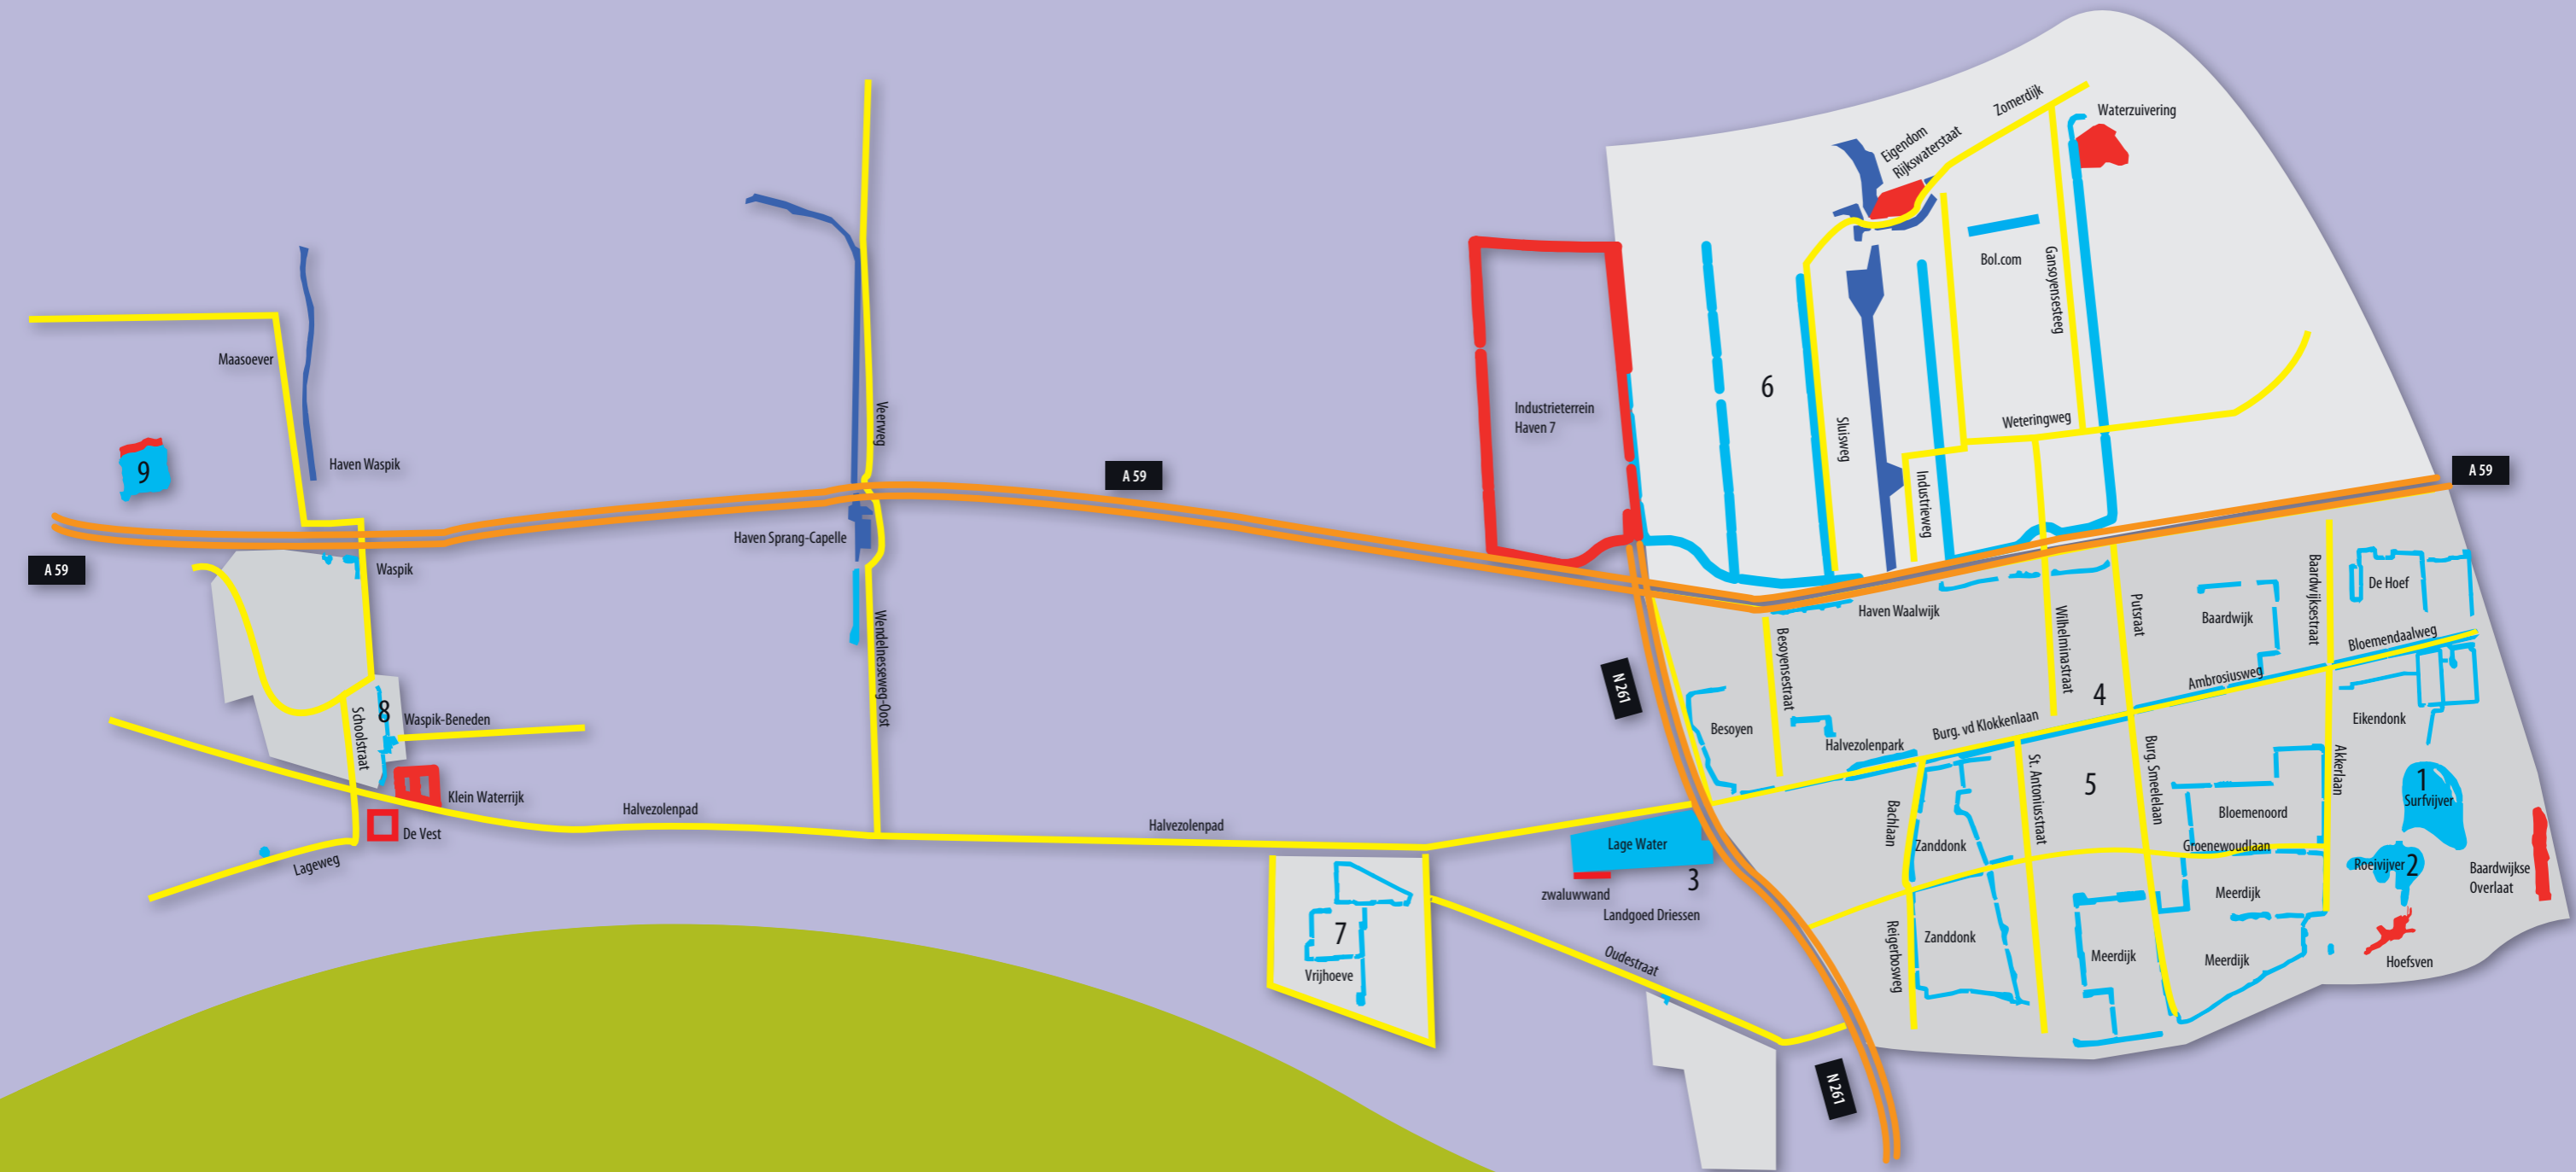 Zomerdijk
Waterzuivering
Eigendom
Rijkswaterstaat
Bol.com
Gansoyensesteeg
Maasoever
6
Industrieterrein
Haven 7
Veerweg
Sluisweg
Weteringweg
Haven Waspik
9
A 59
A 59
Industrieweg
Haven Sprang-Capelle
A 59
Waspik
De Hoef
Baardwijksestraat
Haven Waalwijk
Putsraat
Baardwijk
Wilhelminastraat
Bloemendaalweg
Wendelnesseweg-Oost
Besoyensestraat
N 261
Ambrosiusweg
4
8
Waspik-Beneden
Schoolstraat
Besoyen
Burg. vd Klokkenlaan
Eikendonk
Halvezolenpark
Akkerlaan
Burg. Smeelelaan
St. Antoniusstraat
5
1
Surfvijver
Klein Waterrijk
Halvezolenpad
Halvezolenpad
Bachlaan
Bloemenoord
De Vest
Lage Water
Zanddonk
Groenewoudlaan
Lageweg
Roeivijver
2
Baardwijkse
Overlaat
3
zwaluwwand
Landgoed Driessen
Meerdijk
7
Vrijhoeve
Oudestraat
Reigerbosweg
Zanddonk
Meerdijk
Meerdijk
Hoefsven
N 261